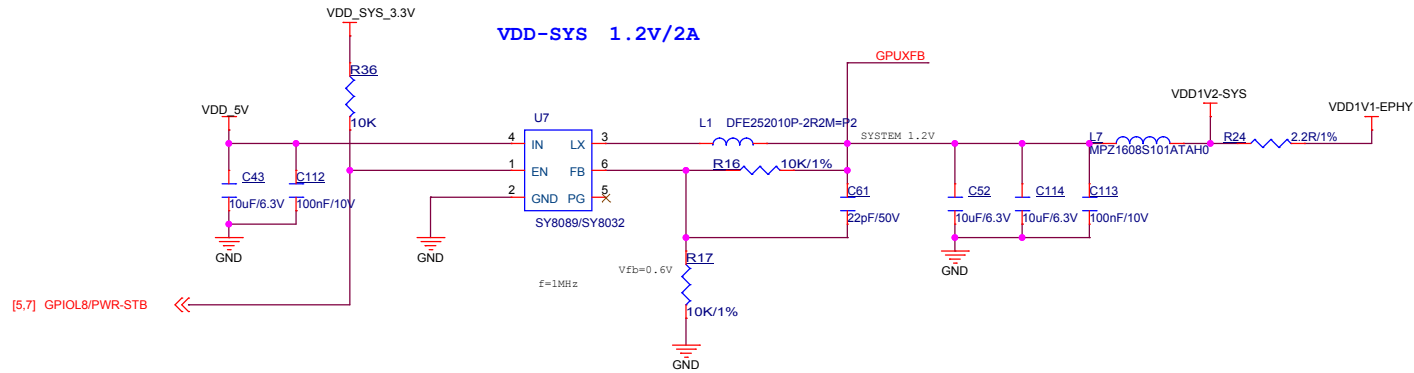 VDD_SYS_3.3V
VDD-SYS 1.2V/2A
GPUXFB
R36
10K
VDD_5V
VDD1V2-SYS
VDD1V1-EPHY
U7
L1 DFE252010P-2R2M=P2
SYSTEM 1.2V
L7
MPZ1608S101ATAH0
R24
2.2R/1%
4 IN LX 3
1 EN FB 6
2 GND PG 5
SY8089/SY8032
R16
10K/1%
C43
10uF/6.3V
C112
100nF/10V
C61
22pF/50V
C52
10uF/6.3V
C114
10uF/6.3V
C113
100nF/10V
GND
GND
GND
R17
Vfb=0.6V
f=1MHz
10K/1%
GND
[5,7] GPIOL8/PWR-STB